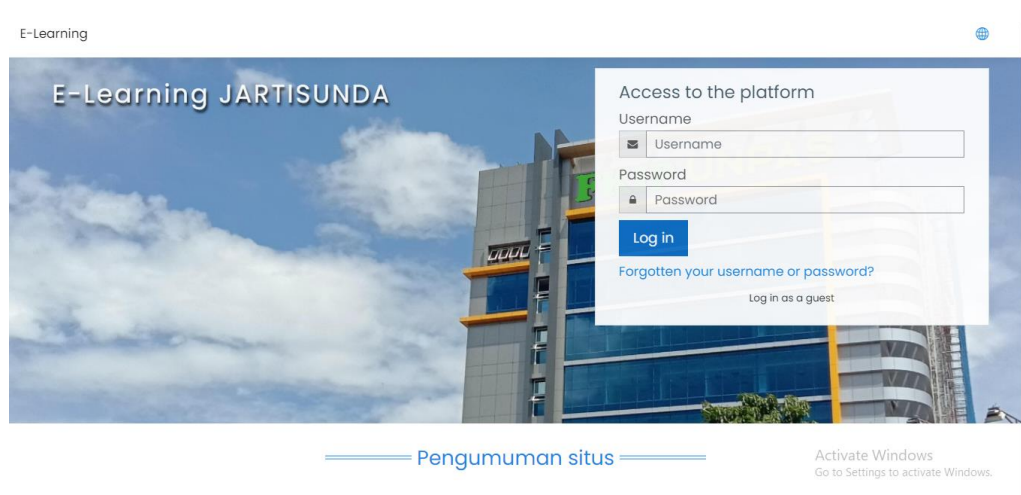 E-Learning
E-Learning JARTISUNDA
Access to the platform
Username
Username
Password
Password
Log in
Forgotten your username or password?
Log in as a guest
Pengumuman situs
Activate Windows
Go to Settings to activate Windows.